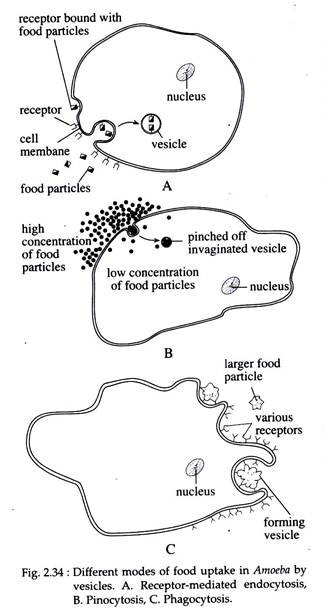 receptor bound with
food particles
receptor
cell
membrane
food particles
nucleus
vesicle
A
high
concentration
of food
particles
pinched off
invaginated vesicle
low concentration
of food particles
nucleus
B
larger food
particle
various
receptors
nucleus
forming
vesicle
C
Fig. 2.34 : Different modes of food uptake in Amoeba by
vesicles. A. Receptor-mediated endocytosis,
B. Pinocytosis, C. Phagocytosis.